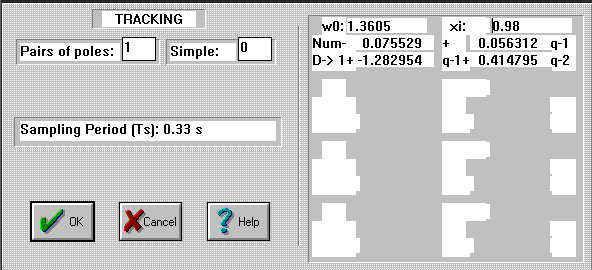 TRACKING
Pairs of poles: 1 Simple: 0
Sampling Period (Ts): 0.33 s
OK Cancel Help
w0: 1.3605 xi: 0.98
Num- 0.075529 + 0.056312 q-1
D-> 1+ -1.282954 q-1+ 0.414795 q-2